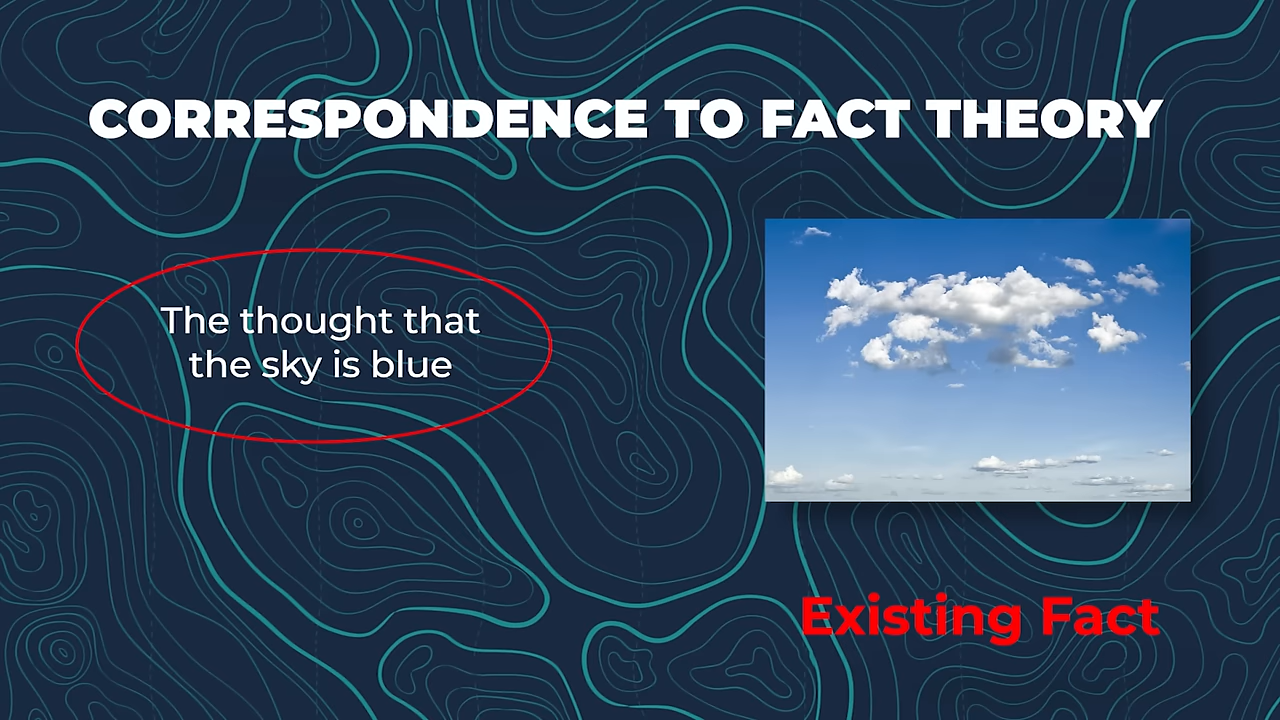 CORRESPONDENCE TO FACT THEORY
The thought that
the sky is blue
Existing Fact